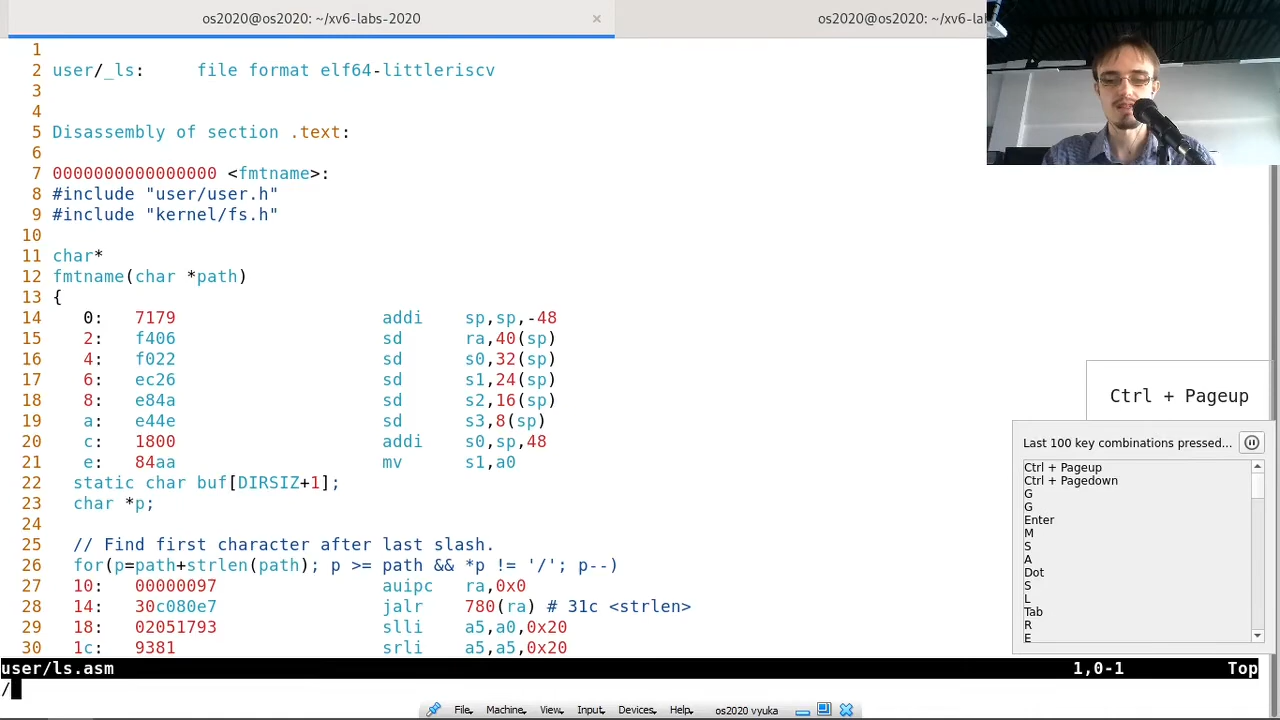 os2020@os2020: ~/xv6-labs-2020 × os2020@os2020: ~/xv6-lab
1
2 user/_ls:     file format elf64-littleriscv
3
4
5 Disassembly of section .text:
6
7 0000000000000000 <fmtname>:
8 #include "user/user.h"
9 #include "kernel/fs.h"
10
11 char*
12 fmtname(char *path)
13 {
14    0:   7179                    addi    sp,sp,-48
15    2:   f406                    sd      ra,40(sp)
16    4:   f022                    sd      s0,32(sp)
17    6:   ec26                    sd      s1,24(sp)
18    8:   e84a                    sd      s2,16(sp)
19    a:   e44e                    sd      s3,8(sp)
20    c:   1800                    addi    s0,sp,48
21    e:   84aa                    mv      s1,a0
22   static char buf[DIRSIZ+1];
23   char *p;
24
25   // Find first character after last slash.
26   for(p=path+strlen(path); p >= path && *p != '/'; p--)
27   10:   00000097                auipc   ra,0x0
28   14:   30c080e7                jalr    780(ra) # 31c <strlen>
29   18:   02051793                slli    a5,a0,0x20
30   1c:   9381                    srli    a5,a5,0x20
user/ls.asm 1,0-1 Top
/
Ctrl + Pageup
Last 100 key combinations pressed...
Ctrl + Pageup
Ctrl + Pagedown
G
G
Enter
M
S
A
Dot
S
L
Tab
R
E
File Machine View Input Devices Help os2020 vyuka